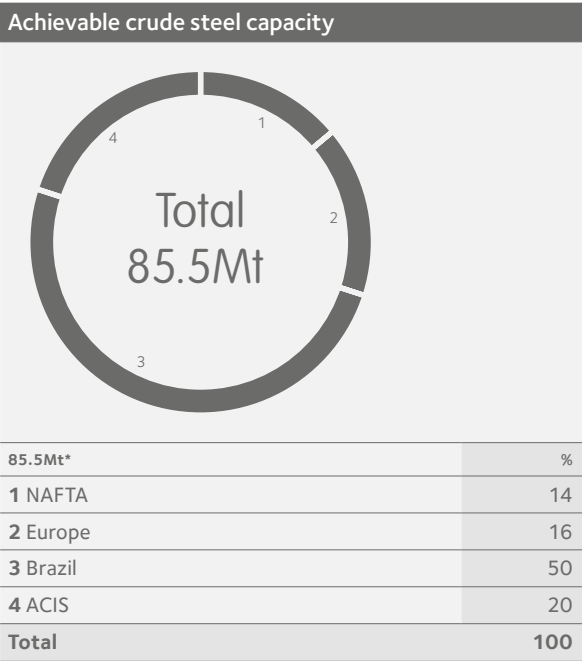 Achievable crude steel capacity
1
4
Total
2
85.5Mt
3
85.5Mt* %
1 NAFTA 14
2 Europe 16
3 Brazil 50
4 ACIS 20
Total 100